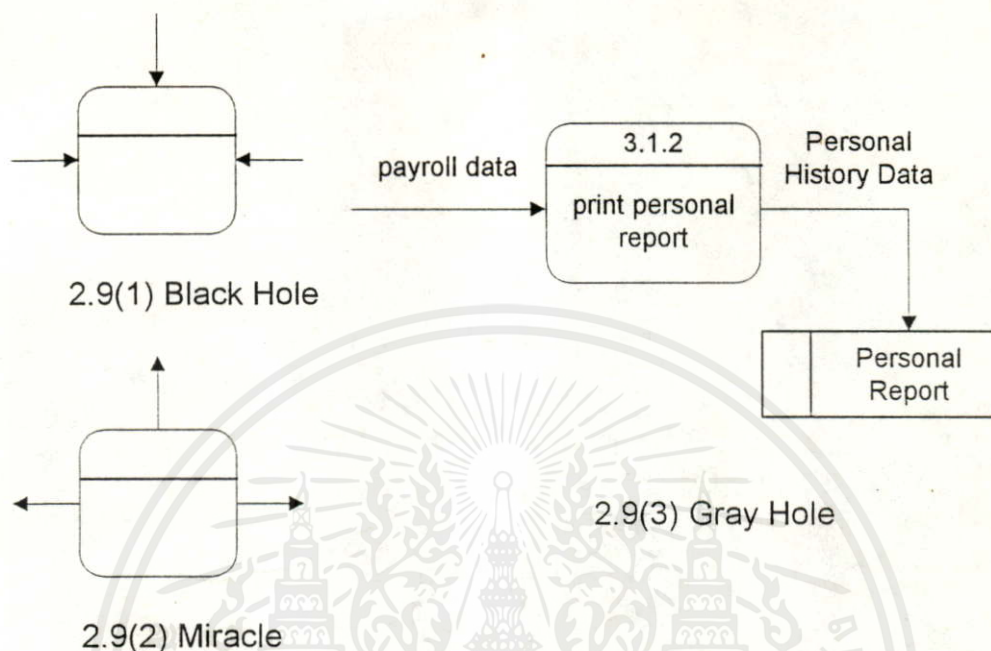 2.9(1) Black Hole
payroll data
3.1.2
print personal
report
Personal
History Data
Personal
Report
2.9(2) Miracle
2.9(3) Gray Hole